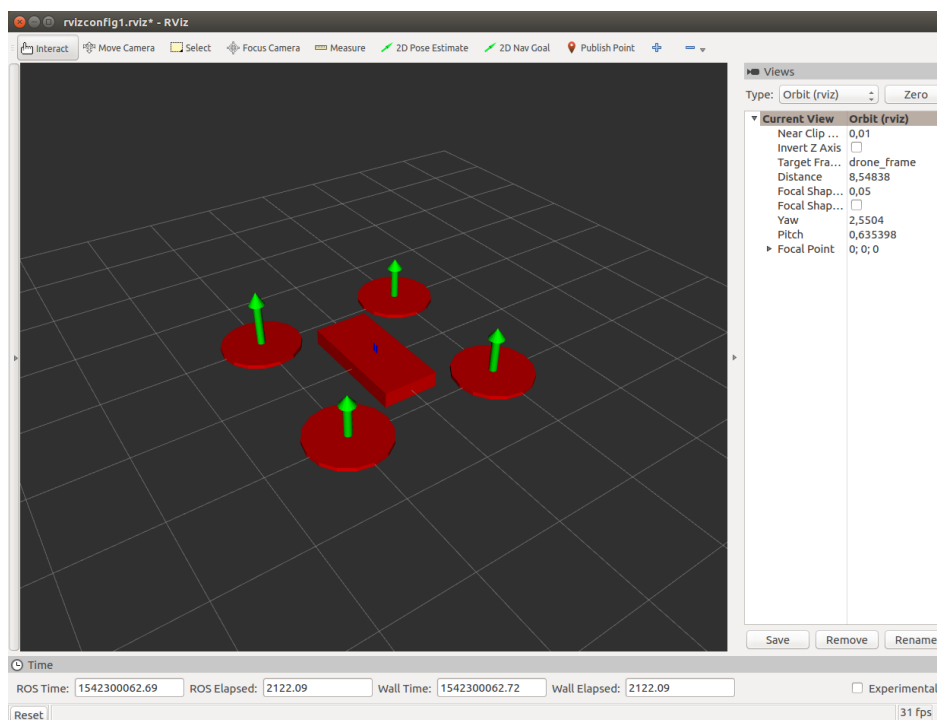 rvizconfig1.rviz* - RViz
Interact Move Camera Select Focus Camera Measure 2D Pose Estimate 2D Nav Goal Publish Point
Views
Type: Orbit (rviz) Zero
Current View Orbit (rviz)
Near Clip ... 0,01
Invert Z Axis
Target Fra... drone_frame
Distance 8,54838
Focal Shap... 0,05
Focal Shap...
Yaw 2,5504
Pitch 0,635398
Focal Point 0; 0; 0
Save Remove Rename
Time
ROS Time: 1542300062.69 ROS Elapsed: 2122.09 Wall Time: 1542300062.72 Wall Elapsed: 2122.09 Experimental
Reset 31 fps